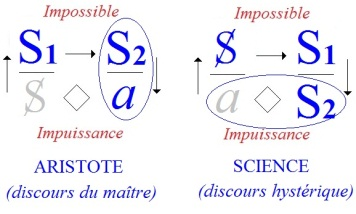 Impossible
S1 → S2
$ ◇ a
Impuissance
ARISTOTE
(discours du maître)
Impossible
$ → S1
a ◇ S2
Impuissance
SCIENCE
(discours hystérique)